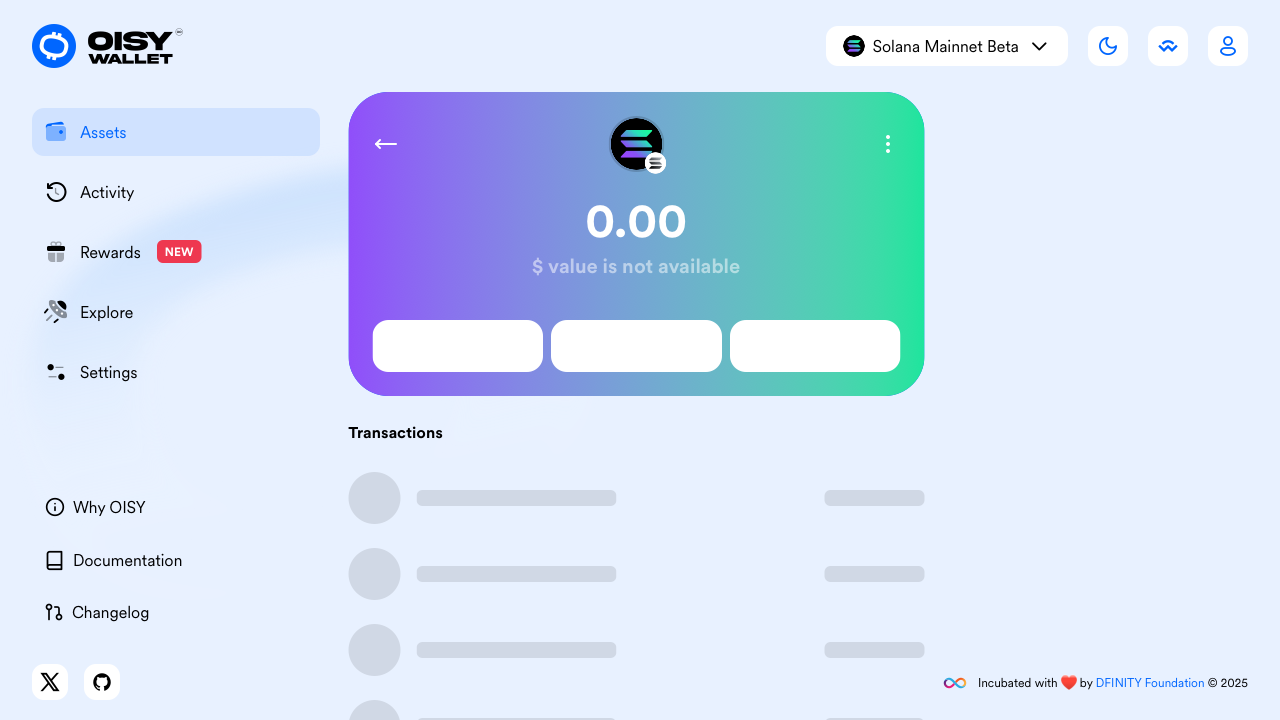 OISY
WALLET
Solana Mainnet Beta
Assets
Activity
Rewards
NEW
Explore
Settings
Why OISY
Documentation
Changelog
0.00
$ value is not available
Transactions
Incubated with ❤️ by DFINITY Foundation © 2025